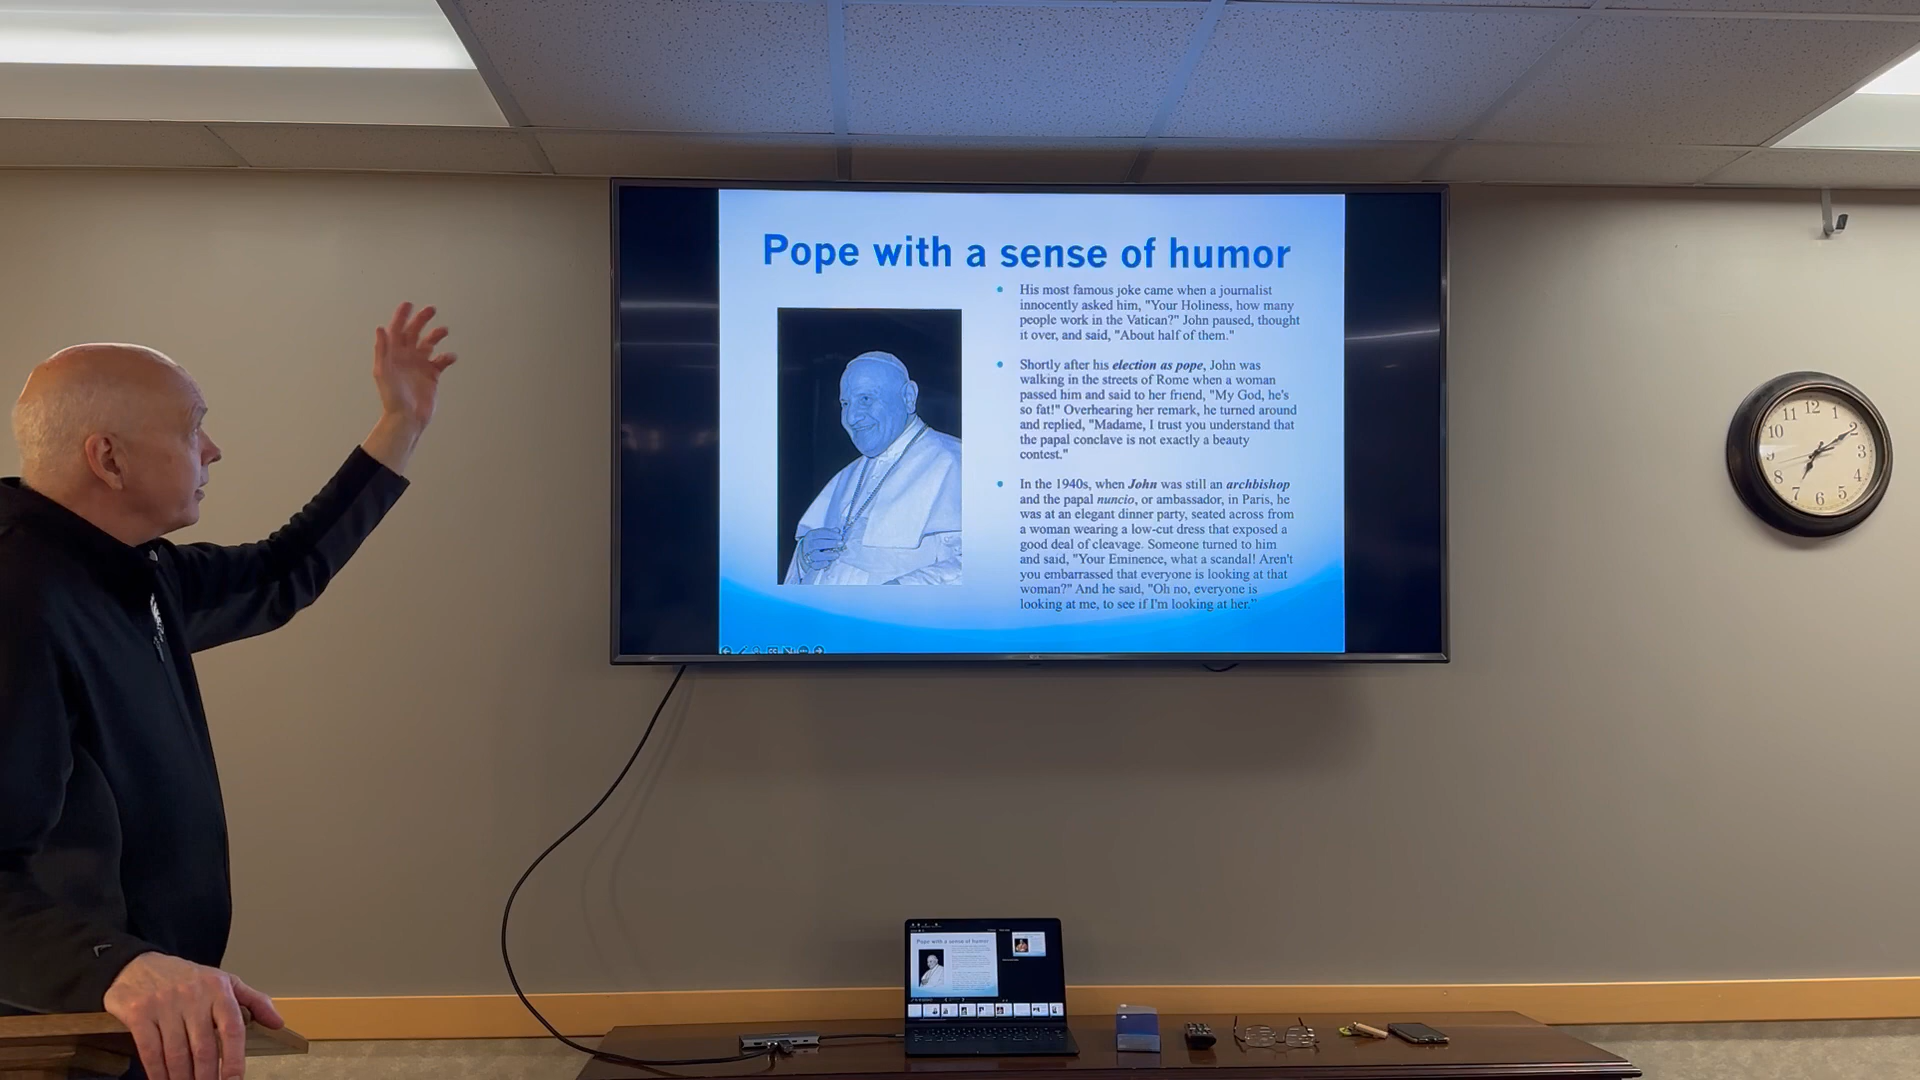 Pope with a sense of humor
His most famous joke came when a journalist
innocently asked him, "Your Holiness, how many
people work in the Vatican?" John paused, thought
it over, and said, "About half of them."
Shortly after his election as pope, John was
walking in the streets of Rome when a woman
passed him and said to her friend, "My God, he's
so fat!" Overhearing her remark, he turned around
and replied, "Madame, I trust you understand that
the papal conclave is not exactly a beauty
contest."
In the 1940s, when John was still an archbishop
and the papal nuncio, or ambassador, in Paris, he
was at an elegant dinner party, seated across from
a woman wearing a low-cut dress that exposed a
good deal of cleavage. Someone turned to him
and said, "Your Eminence, what a scandal! Aren't
you embarrassed that everyone is looking at that
woman?" And he said, "Oh no, everyone is
looking at me, to see if I'm looking at her."
12
1
2
3
4
5
6
7
8
9
10
11
Pope with a sense of humor